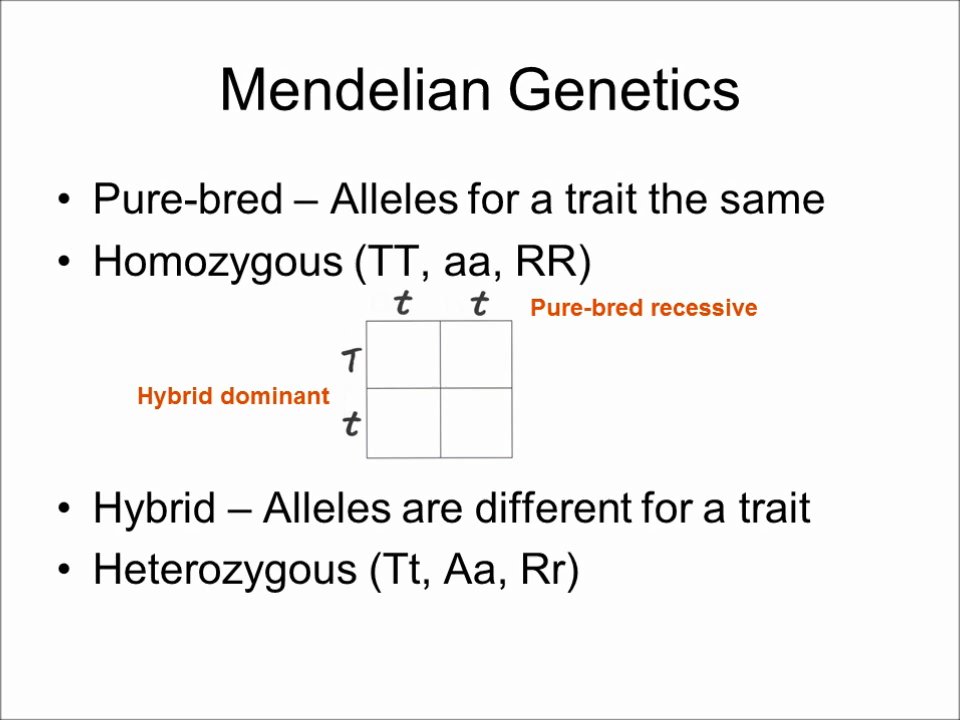 Mendelian Genetics
• Pure-bred – Alleles for a trait the same
• Homozygous (TT, aa, RR)
t t Pure-bred recessive
T
Hybrid dominant
t
• Hybrid – Alleles are different for a trait
• Heterozygous (Tt, Aa, Rr)